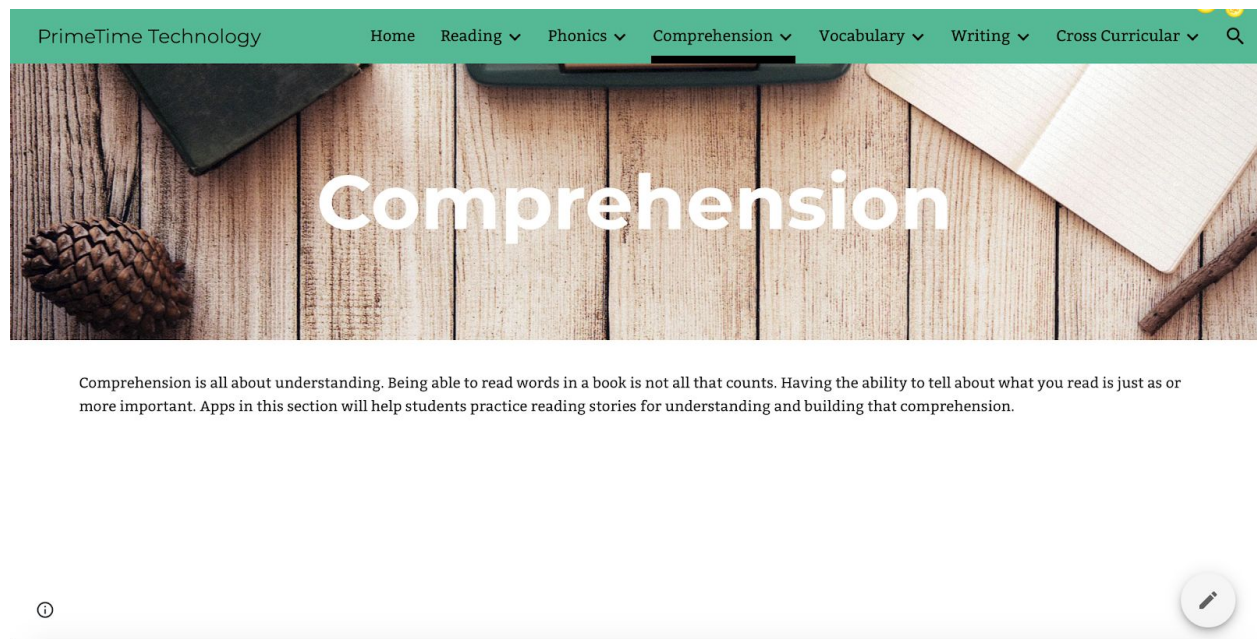 PrimeTime Technology
Home Reading Phonics Comprehension Vocabulary Writing Cross Curricular
Comprehension
Comprehension is all about understanding. Being able to read words in a book is not all that counts. Having the ability to tell about what you read is just as or
more important. Apps in this section will help students practice reading stories for understanding and building that comprehension.